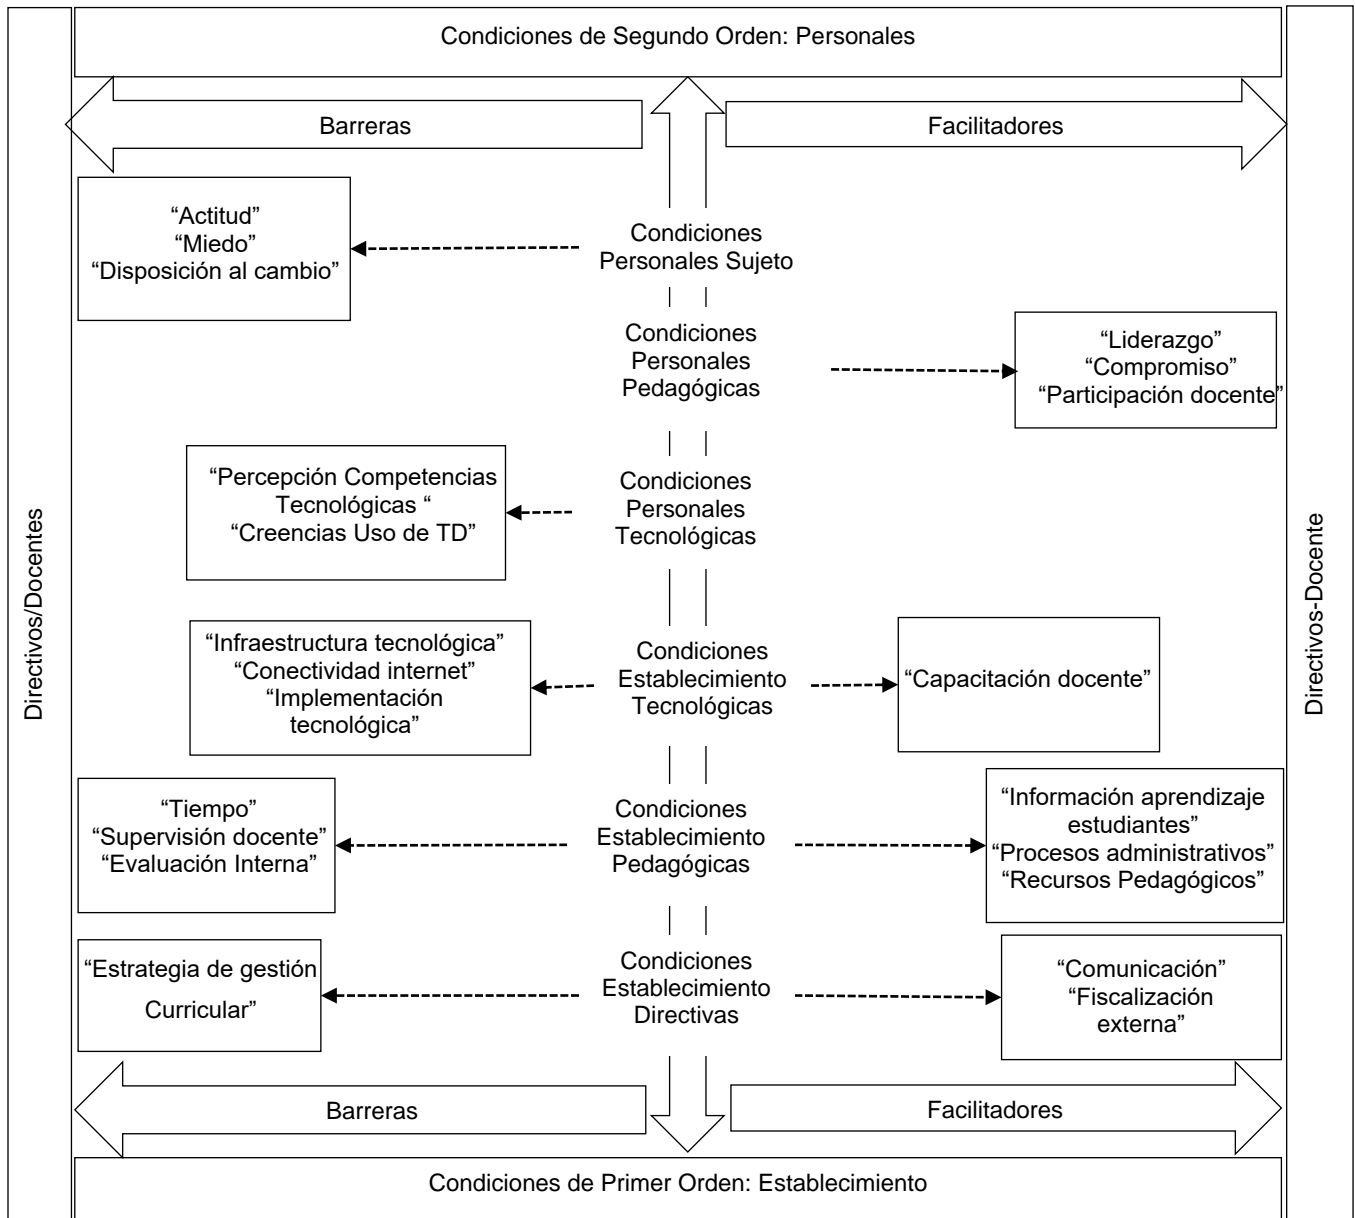 Condiciones de Segundo Orden: Personales
Barreras
Facilitadores
“Actitud”
“Miedo”
“Disposición al cambio”
Condiciones
Personales Sujeto
Condiciones
Personales
Pedagógicas
“Liderazgo”
“Compromiso”
“Participación docente”
“Percepción Competencias
Tecnológicas “
“Creencias Uso de TD”
Condiciones
Personales
Tecnológicas
Directivos/Docentes
Directivos-Docente
“Infraestructura tecnológica”
“Conectividad internet”
“Implementación
tecnológica”
Condiciones
Establecimiento
Tecnológicas
“Capacitación docente”
“Tiempo”
“Supervisión docente”
“Evaluación Interna”
Condiciones
Establecimiento
Pedagógicas
“Información aprendizaje
estudiantes”
“Procesos administrativos”
“Recursos Pedagógicos”
“Estrategia de gestión
Curricular”
Condiciones
Establecimiento
Directivas
“Comunicación”
“Fiscalización
externa”
Barreras
Facilitadores
Condiciones de Primer Orden: Establecimiento